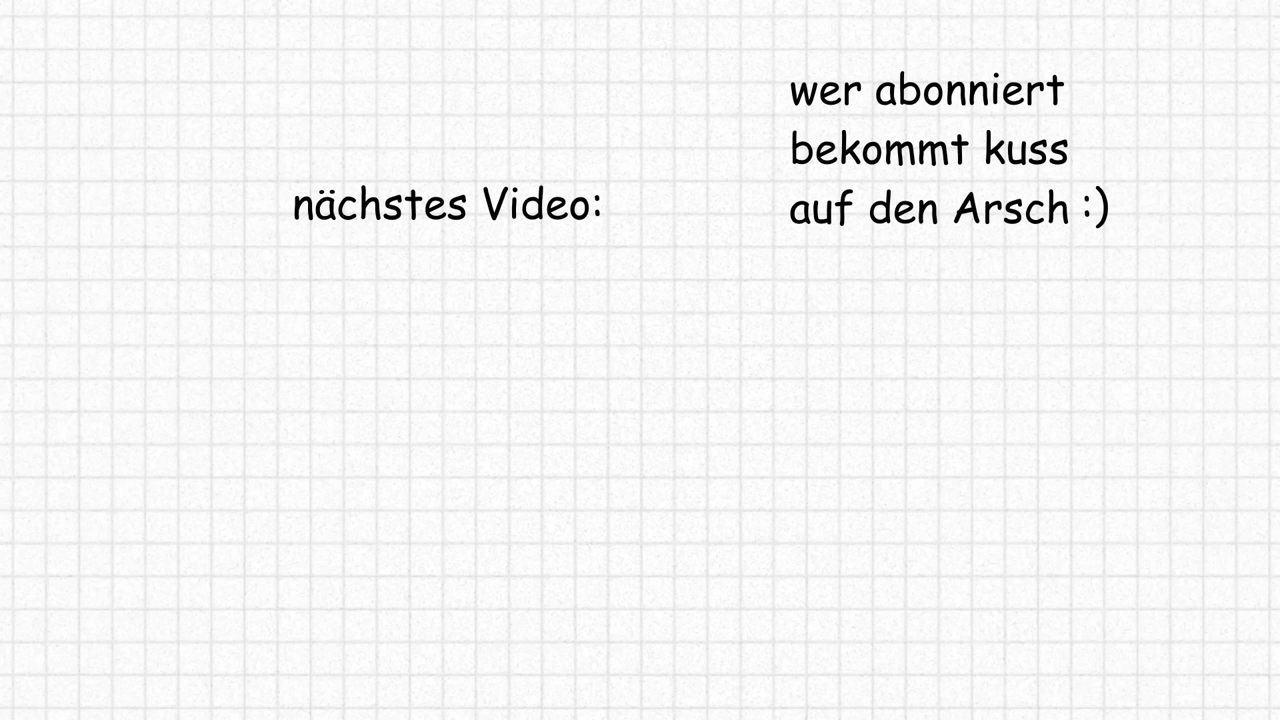 nächstes Video:
wer abonniert
bekommt kuss
auf den Arsch :)